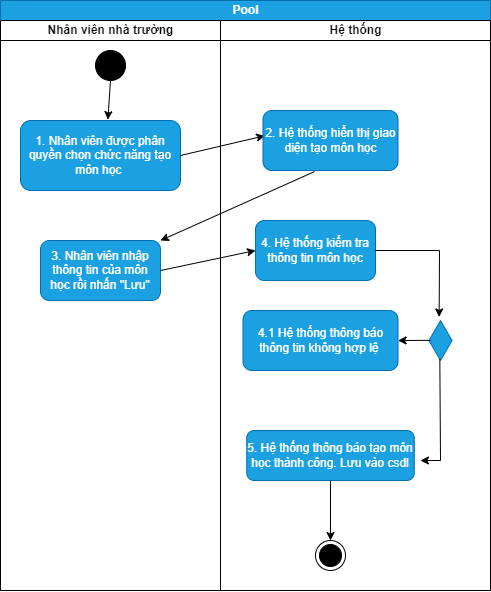 Pool
Nhân viên nhà trường
Hệ thống
1. Nhân viên được phân
quyền chọn chức năng tạo
môn học
2. Hệ thống hiển thị giao
diện tạo môn học
3. Nhân viên nhập
thông tin của môn
học rồi nhấn "Lưu"
4. Hệ thống kiểm tra
thông tin môn học
4.1 Hệ thống thông báo
thông tin không hợp lệ
5. Hệ thống thông báo tạo môn
học thành công. Lưu vào csdl